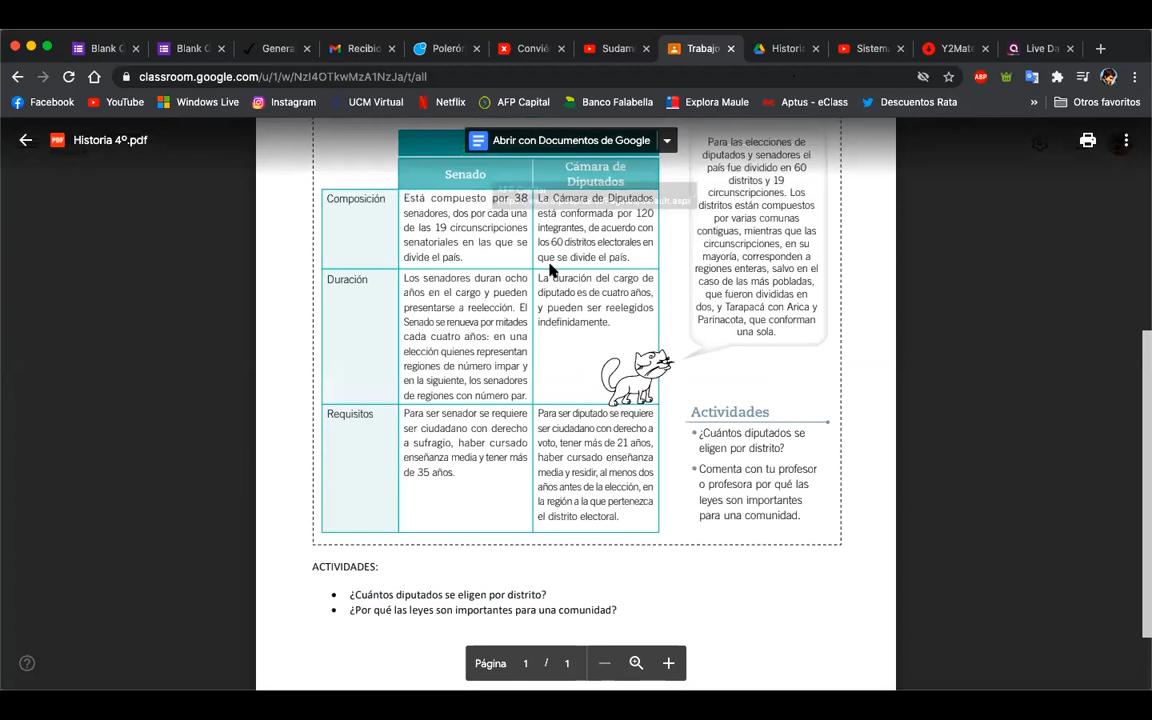 Blank C
Blank C
Genera
Recibio
Polerón
Convié
Sudam
Trabajo
Historia
Sistem
Y2Mate
Live Da
classroom.google.com/u/1/w/NzI4OTkwMzA1NzJa/t/all
ABP
Facebook
YouTube
Windows Live
Instagram
UCM Virtual
Netflix
AFP Capital
Banco Falabella
Explora Maule
Aptus - eClass
Descuentos Rata
»
Otros favoritos
PDF
Historia 4º.pdf
Abrir con Documentos de Google
Senado
Cámara de
Diputados
Composición
Está compuesto por 38
senadores, dos por cada una
de las 19 circunscripciones
senatoriales en las que se
divide el país.
La Cámara de Diputados
está conformada por 120
integrantes, de acuerdo con
los 60 distritos electorales en
que se divide el país.
Duración
Los senadores duran ocho
años en el cargo y pueden
presentarse a reelección. El
Senado se renueva por mitades
cada cuatro años: en una
elección quienes representan
regiones de número impar y
en la siguiente, los senadores
de regiones con número par.
La duración del cargo de
diputado es de cuatro años,
y pueden ser reelegidos
indefinidamente.
Requisitos
Para ser senador se requiere
ser ciudadano con derecho
a sufragio, haber cursado
enseñanza media y tener más
de 35 años.
Para ser diputado se requiere
ser ciudadano con derecho a
voto, tener más de 21 años,
haber cursado enseñanza
media y residir, al menos dos
años antes de la elección, en
la región a la que pertenezca
el distrito electoral.
Para las elecciones de
diputados y senadores el
país fue dividido en 60
distritos y 19
circunscripciones. Los
distritos están compuestos
por varias comunas
contiguas, mientras que las
circunscripciones, en su
mayoría, corresponden a
regiones enteras, salvo en el
caso de las más pobladas,
que fueron divididas en
dos, y Tarapacá con Arica y
Parinacota, que conforman
una sola.
Actividades
¿Cuántos diputados se
eligen por distrito?
Comenta con tu profesor
o profesora por qué las
leyes son importantes
para una comunidad.
ACTIVIDADES:
¿Cuántos diputados se eligen por distrito?
¿Por qué las leyes son importantes para una comunidad?
Página 1 / 1